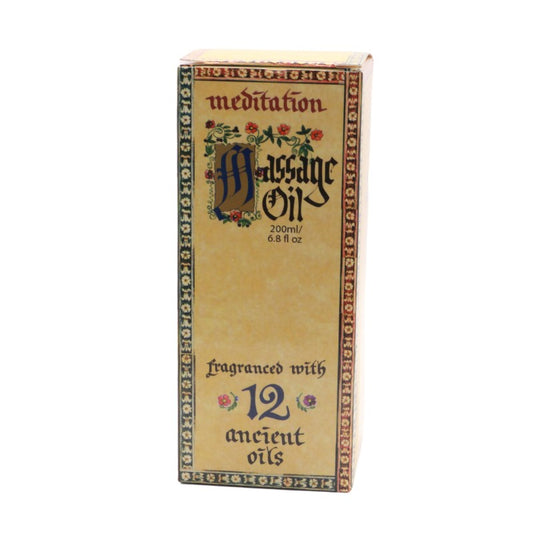 meditation
Massage
Oil
200ml/
6.8 fl oz
fragranced with
12
ancient
oils